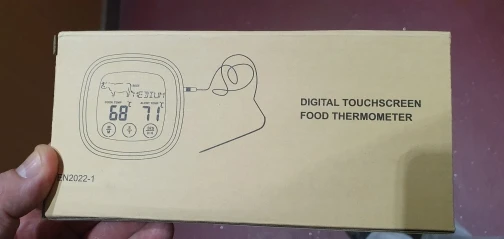 MEDIUM
68°
71°
DIGITAL TOUCHSCREEN
FOOD THERMOMETER
EN2022-1